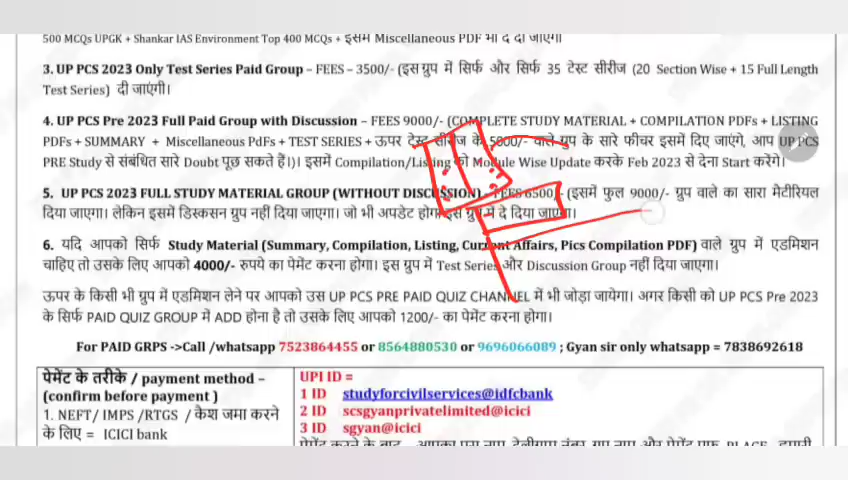 500 MCQs UPGK + Shankar IAS Environment Top 400 MCQs + इसमें Miscellaneous PDF भी दे दी जाएगी
3. UP PCS 2023 Only Test Series Paid Group – FEES – 3500/- (इस ग्रुप में सिर्फ और सिर्फ 35 टेस्ट सीरीज (20 Section Wise + 15 Full Length
Test Series) दी जाएंगी।
4. UP PCS Pre 2023 Full Paid Group with Discussion – FEES 9000/- (COMPLETE STUDY MATERIAL + COMPILATION PDFs + LISTING
PDFs + SUMMARY + Miscellaneous PdFs + TEST SERIES + ऊपर टेस्ट सीरीज के 5000/- वाले ग्रुप के सारे फीचर इसमें दिए जाएंगे, आप UP PCS
PRE Study से संबंधित सारे Doubt पूछ सकते हैं।)। इसमें Compilation/Listing को Module Wise Update करके Feb 2023 से देना Start करेंगे।
5. UP PCS 2023 FULL STUDY MATERIAL GROUP (WITHOUT DISCUSSION)- FEES 6500/- (इसमें फुल 9000/- ग्रुप वाले का सारा मैटीरियल
दिया जाएगा। लेकिन इसमें डिस्कसन ग्रुप नहीं दिया जाएगा। जो भी अपडेट होगा इस ग्रुप में दे दिया जाएगा।
6. यदि आपको सिर्फ Study Material (Summary, Compilation, Listing, Current Affairs, Pics Compilation PDF) वाले ग्रुप में एडमिशन
चाहिए तो उसके लिए आपको 4000/- रुपये का पेमेंट करना होगा। इस ग्रुप में Test Series और Discussion Group नहीं दिया जाएगा।
ऊपर के किसी भी ग्रुप में एडमिशन लेने पर आपको उस UP PCS PRE PAID QUIZ CHANNEL में भी जोड़ा जायेगा। अगर किसी को UP PCS Pre 2023
के सिर्फ PAID QUIZ GROUP में ADD होना है तो उसके लिए आपको 1200/- का पेमेंट करना होगा।
For PAID GRPS ->Call /whatsapp 7523864455 or 8564880530 or 9696066089 ; Gyan sir only whatsapp = 7838692618
पेमेंट के तरीके / payment method –
(confirm before payment )
1. NEFT/ IMPS /RTGS / कैश जमा करने
के लिए = ICICI bank
UPI ID =
1 ID studyforcivilservices@idfcbank
2 ID scsgyanprivatelimited@icici
3 ID sgyan@icici